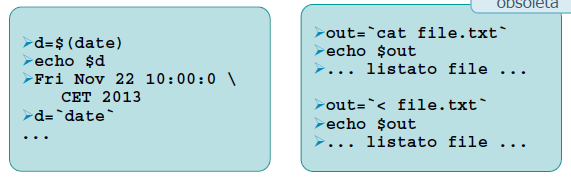 obsoleta
➢d=$(date)
➢echo $d
➢Fri Nov 22 10:00:0 \
CET 2013
➢d=`date`
...
➢out=`cat file.txt`
➢echo $out
➢... listato file ...
➢out=`< file.txt`
➢echo $out
➢... listato file ...